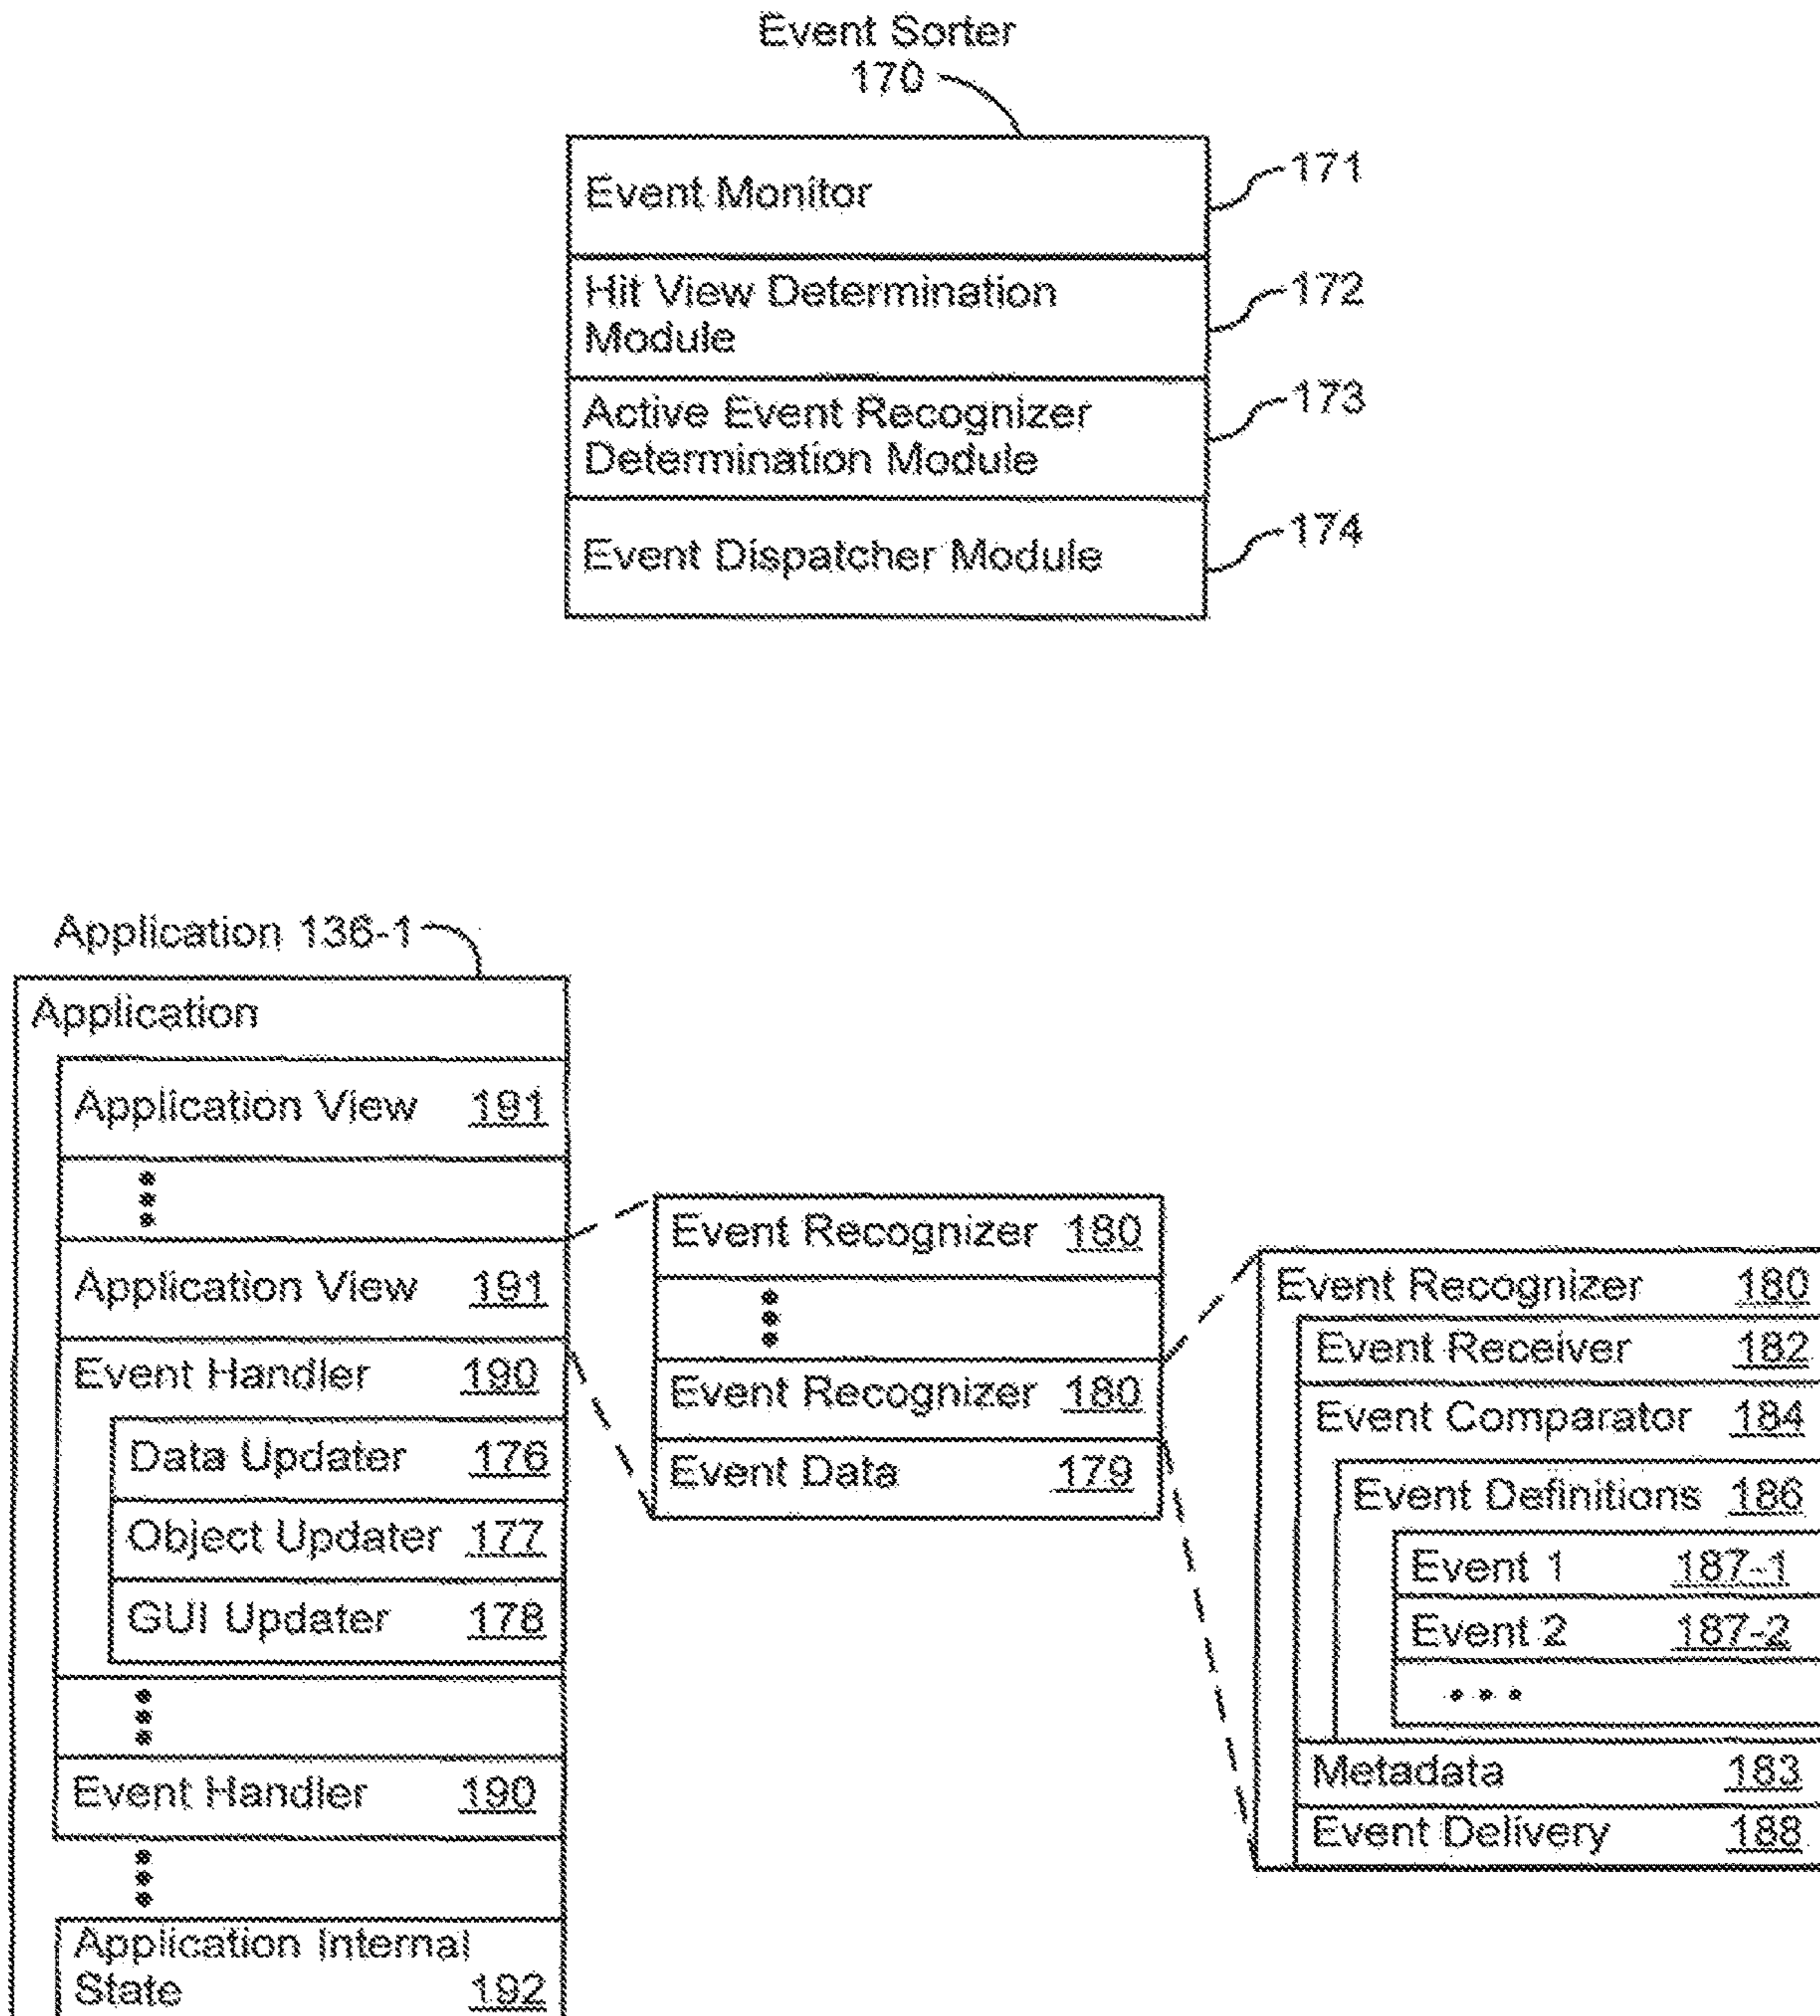 Event Sorter
170
Event Monitor
171
Hit View Determination
Module
172
Active Event Recognizer
Determination Module
173
Event Dispatcher Module
174
Application 136-1
Application
Application View 191
Application View 191
Event Handler 190
Data Updater 176
Object Updater 177
GUI Updater 178
Event Handler 190
Application Internal
State 192
Event Recognizer 180
Event Recognizer 180
Event Data 179
Event Recognizer 180
Event Receiver 182
Event Comparator 184
Event Definitions 186
Event 1 187-1
Event 2 187-2
Metadata 183
Event Delivery 188